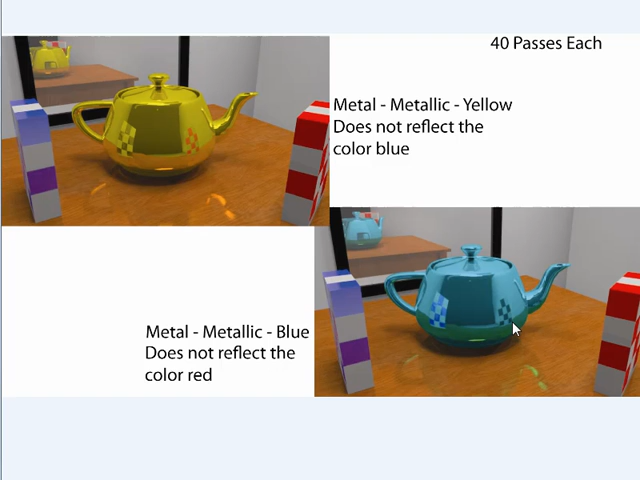 40 Passes Each
Metal - Metallic - Yellow
Does not reflect the
color blue
Metal - Metallic - Blue
Does not reflect the
color red